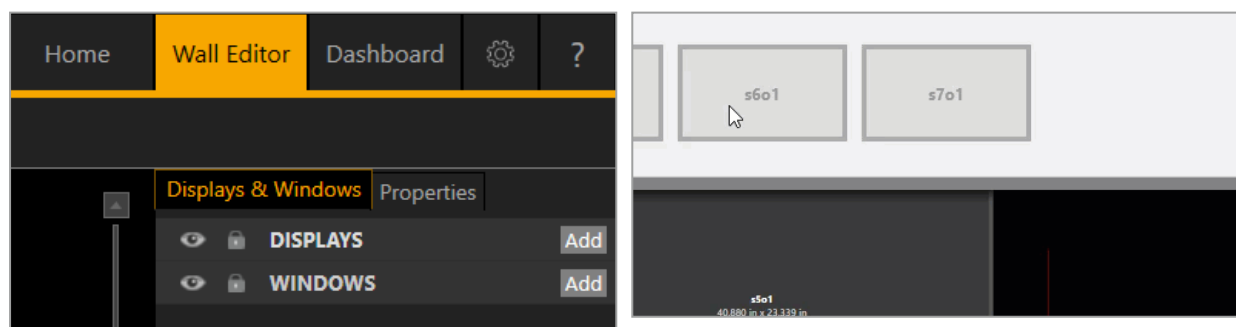 Home Wall Editor Dashboard ?
Displays & Windows Properties
DISPLAYS Add
WINDOWS Add
s6o1 s7o1
s5o1
40.880 in x 23.339 in